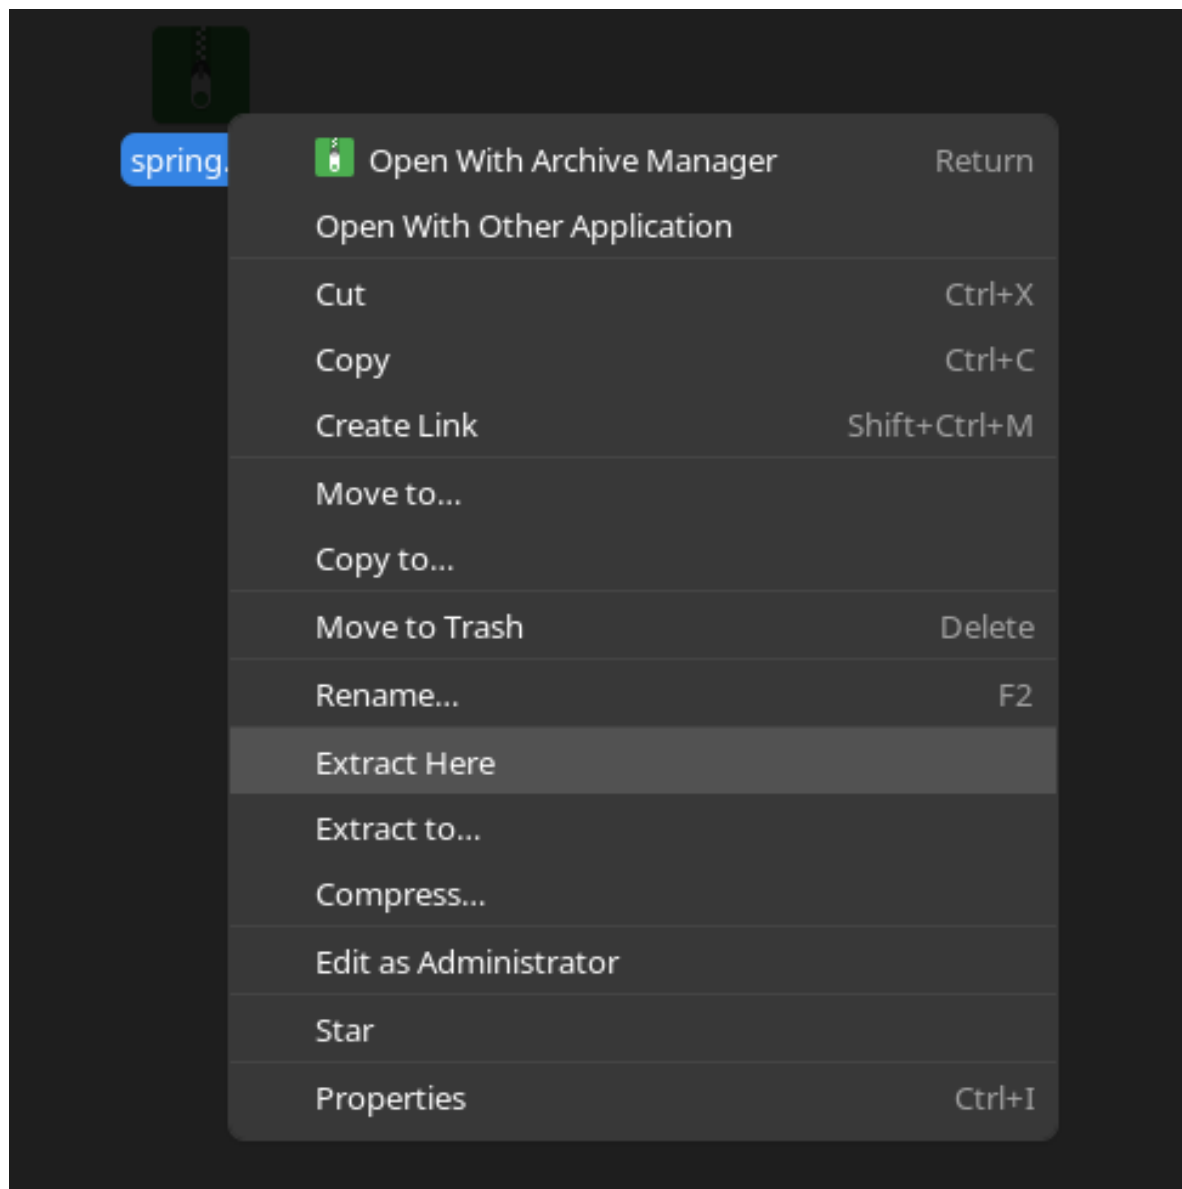 spring.
Open With Archive Manager Return
Open With Other Application
Cut Ctrl+X
Copy Ctrl+C
Create Link Shift+Ctrl+M
Move to...
Copy to...
Move to Trash Delete
Rename... F2
Extract Here
Extract to...
Compress...
Edit as Administrator
Star
Properties Ctrl+I